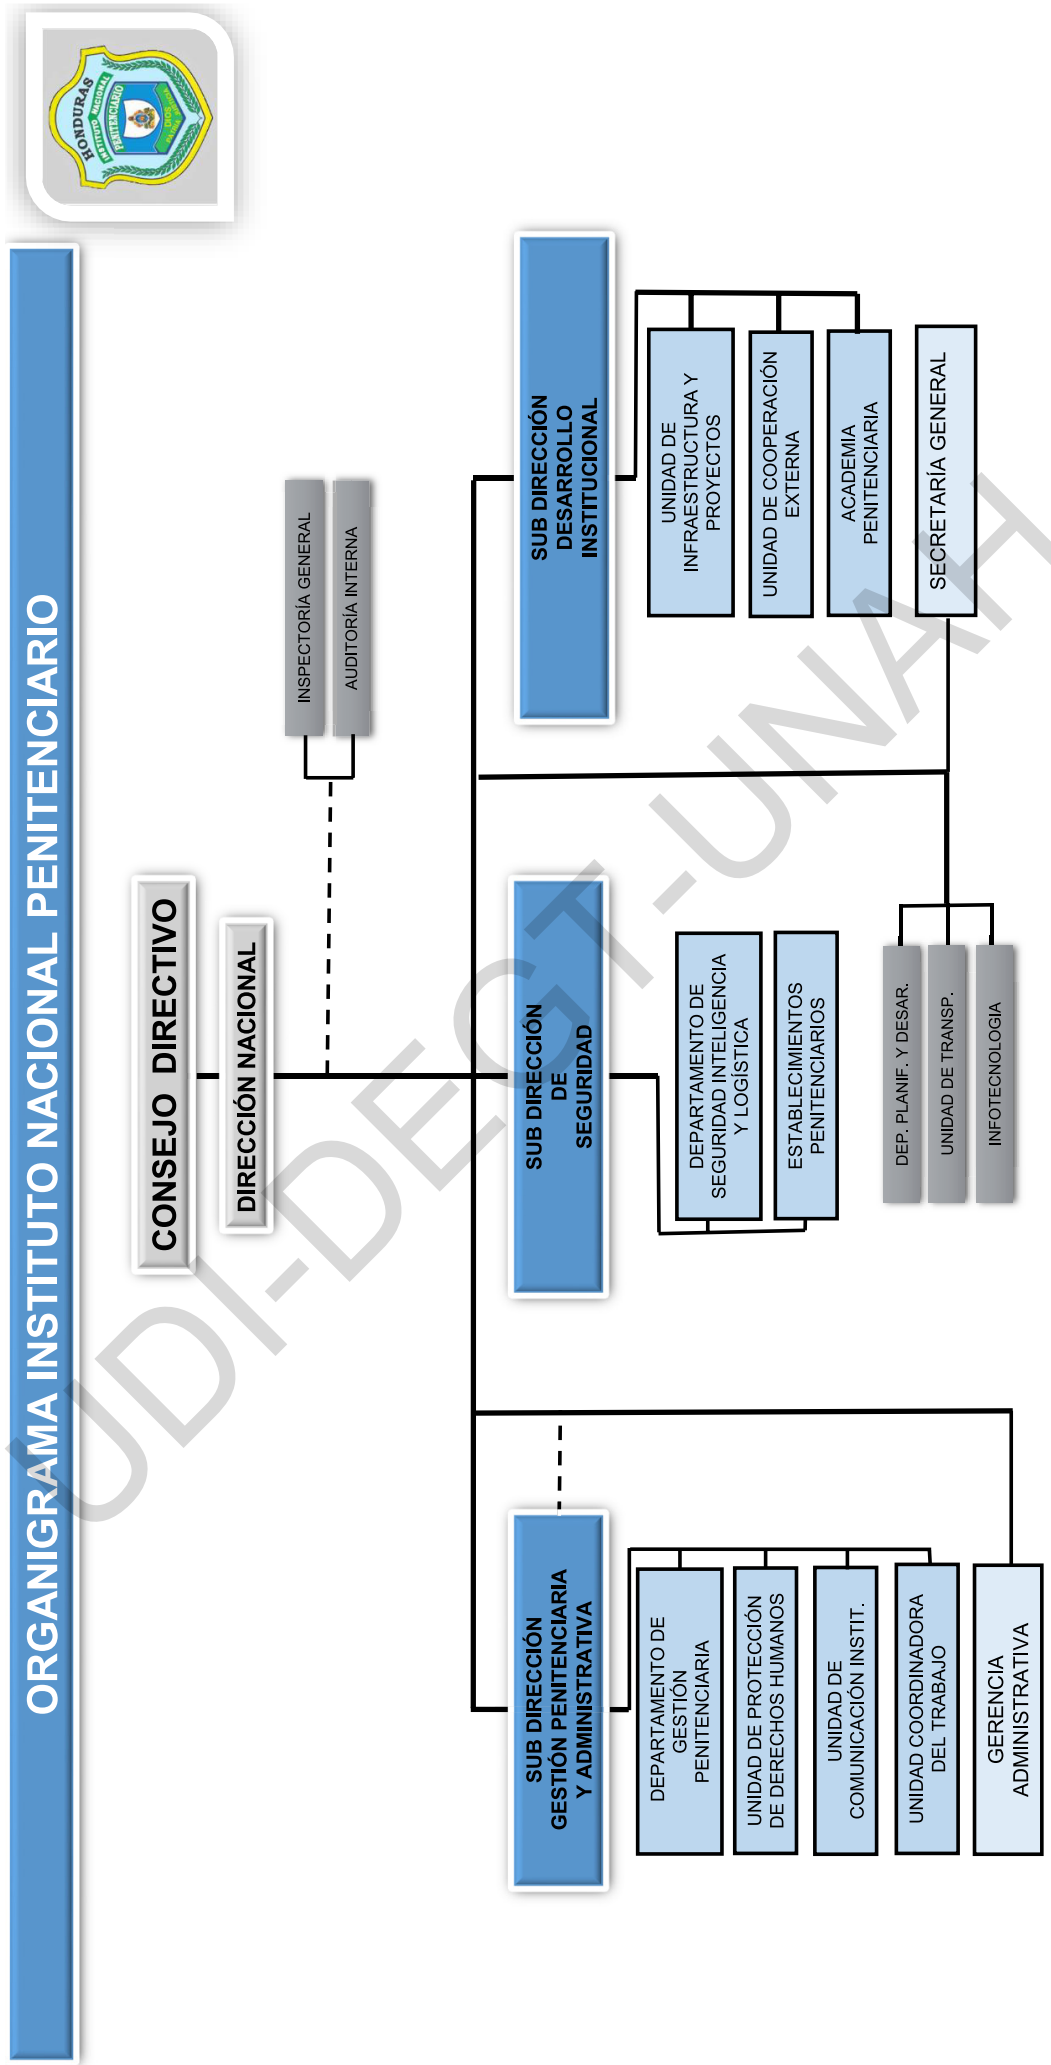 ORGANIGRAMA INSTITUTO NACIONAL PENITENCIARIO
HONDURAS
INSTITUTO NACIONAL
PENITENCIARIO
DIOS
CONSEJO DIRECTIVO
DIRECCIÓN NACIONAL
INSPECTORÍA GENERAL
AUDITORÍA INTERNA
SUB DIRECCIÓN
GESTIÓN PENITENCIARIA
Y ADMINISTRATIVA
DEPARTAMENTO DE
GESTIÓN
PENITENCIARIA
UNIDAD DE PROTECCIÓN
DE DERECHOS HUMANOS
UNIDAD DE
COMUNICACIÓN INSTIT.
UNIDAD COORDINADORA
DEL TRABAJO
GERENCIA
ADMINISTRATIVA
SUB DIRECCIÓN
DE
SEGURIDAD
DEPARTAMENTO DE
SEGURIDAD INTELIGENCIA
Y LOGÍSTICA
ESTABLECIMIENTOS
PENITENCIARIOS
DEP. PLANIF. Y DESAR.
UNIDAD DE TRANSP.
INFOTECNOLOGIA
SUB DIRECCIÓN
DESARROLLO
INSTITUCIONAL
UNIDAD DE
INFRAESTRUCTURA Y
PROYECTOS
UNIDAD DE COOPERACIÓN
EXTERNA
ACADEMIA
PENITENCIARIA
SECRETARÍA GENERAL
UDI-DEGT-UNAH